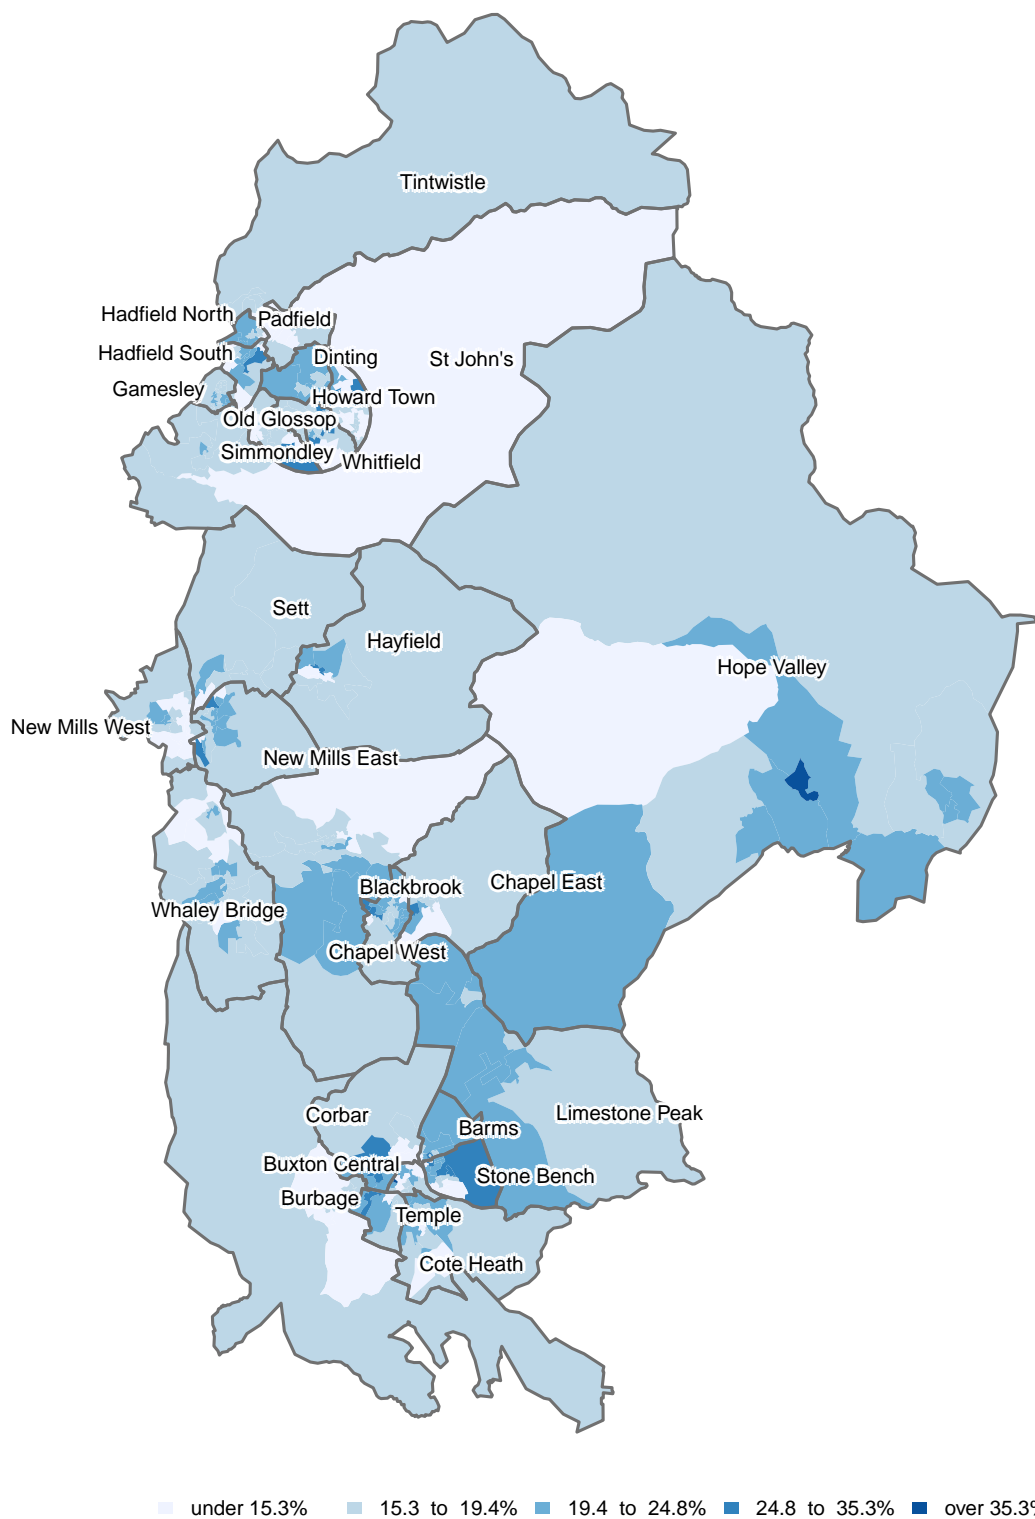 Tintwistle
Hadfield North
Padfield
Hadfield South
Dinting
St John's
Gamesley
Howard Town
Old Glossop
Simmondley
Whitfield
Sett
Hayfield
Hope Valley
New Mills West
New Mills East
Blackbrook
Chapel East
Whaley Bridge
Chapel West
Corbar
Limestone Peak
Barms
Buxton Central
Stone Bench
Burbage
Temple
Cote Heath
under 15.3% 15.3 to 19.4% 19.4 to 24.8% 24.8 to 35.3% over 35.3%